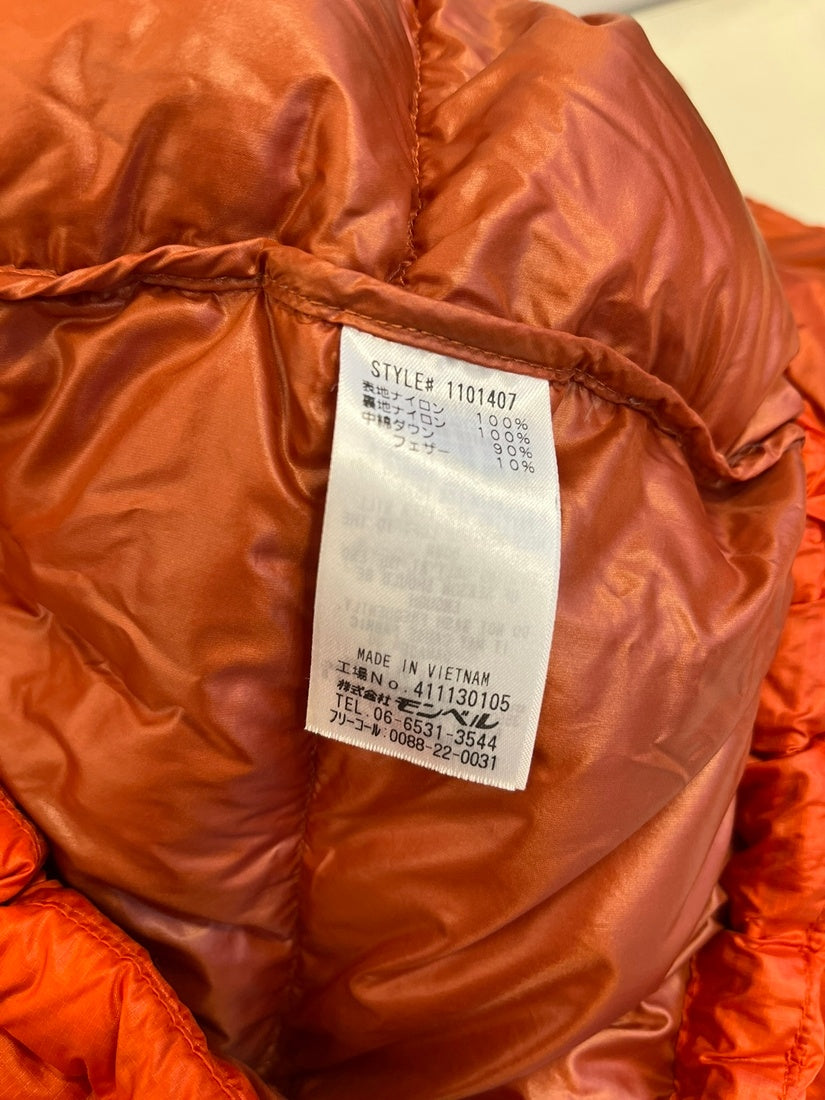 STYLE# 1101407
表地ナイロン 100%
裏地ナイロン 100%
中綿ダウン 90%
フェザー 10%
MADE IN VIETNAM
工場No. 411130105
株式会社 モンベル
TEL. 06-6531-3544
フリーコール: 0088-22-0031